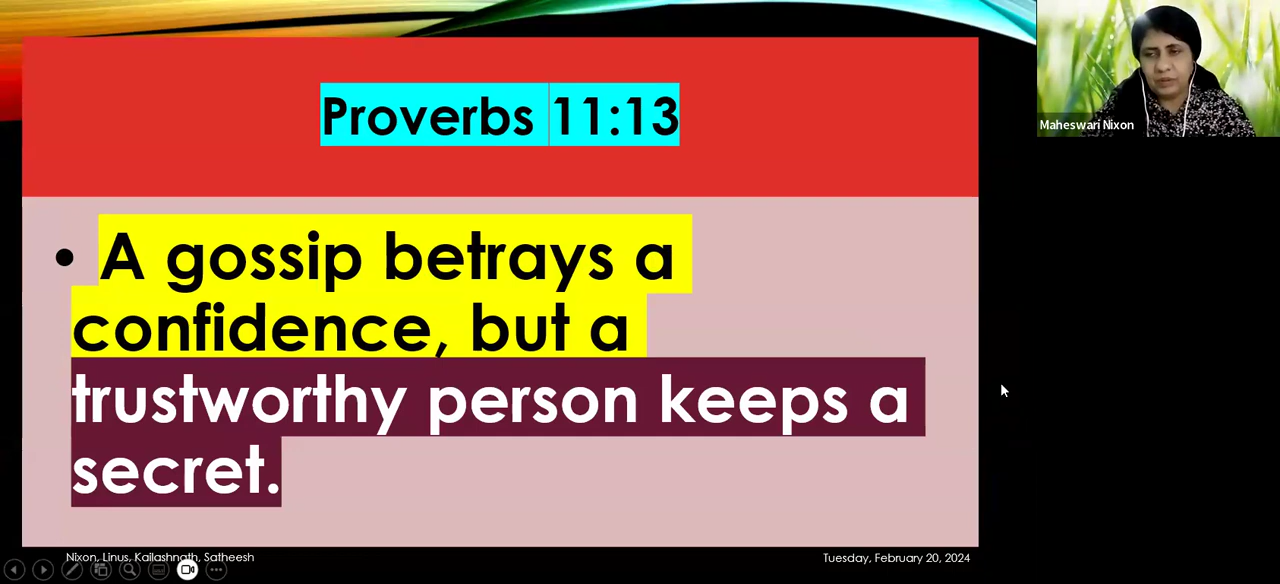 Proverbs 11:13
Maheswari Nixon
• A gossip betrays a
confidence, but a
trustworthy person keeps a
secret.
Nixon, Linus, Kailashnath, Satheesh
Tuesday, February 20, 2024